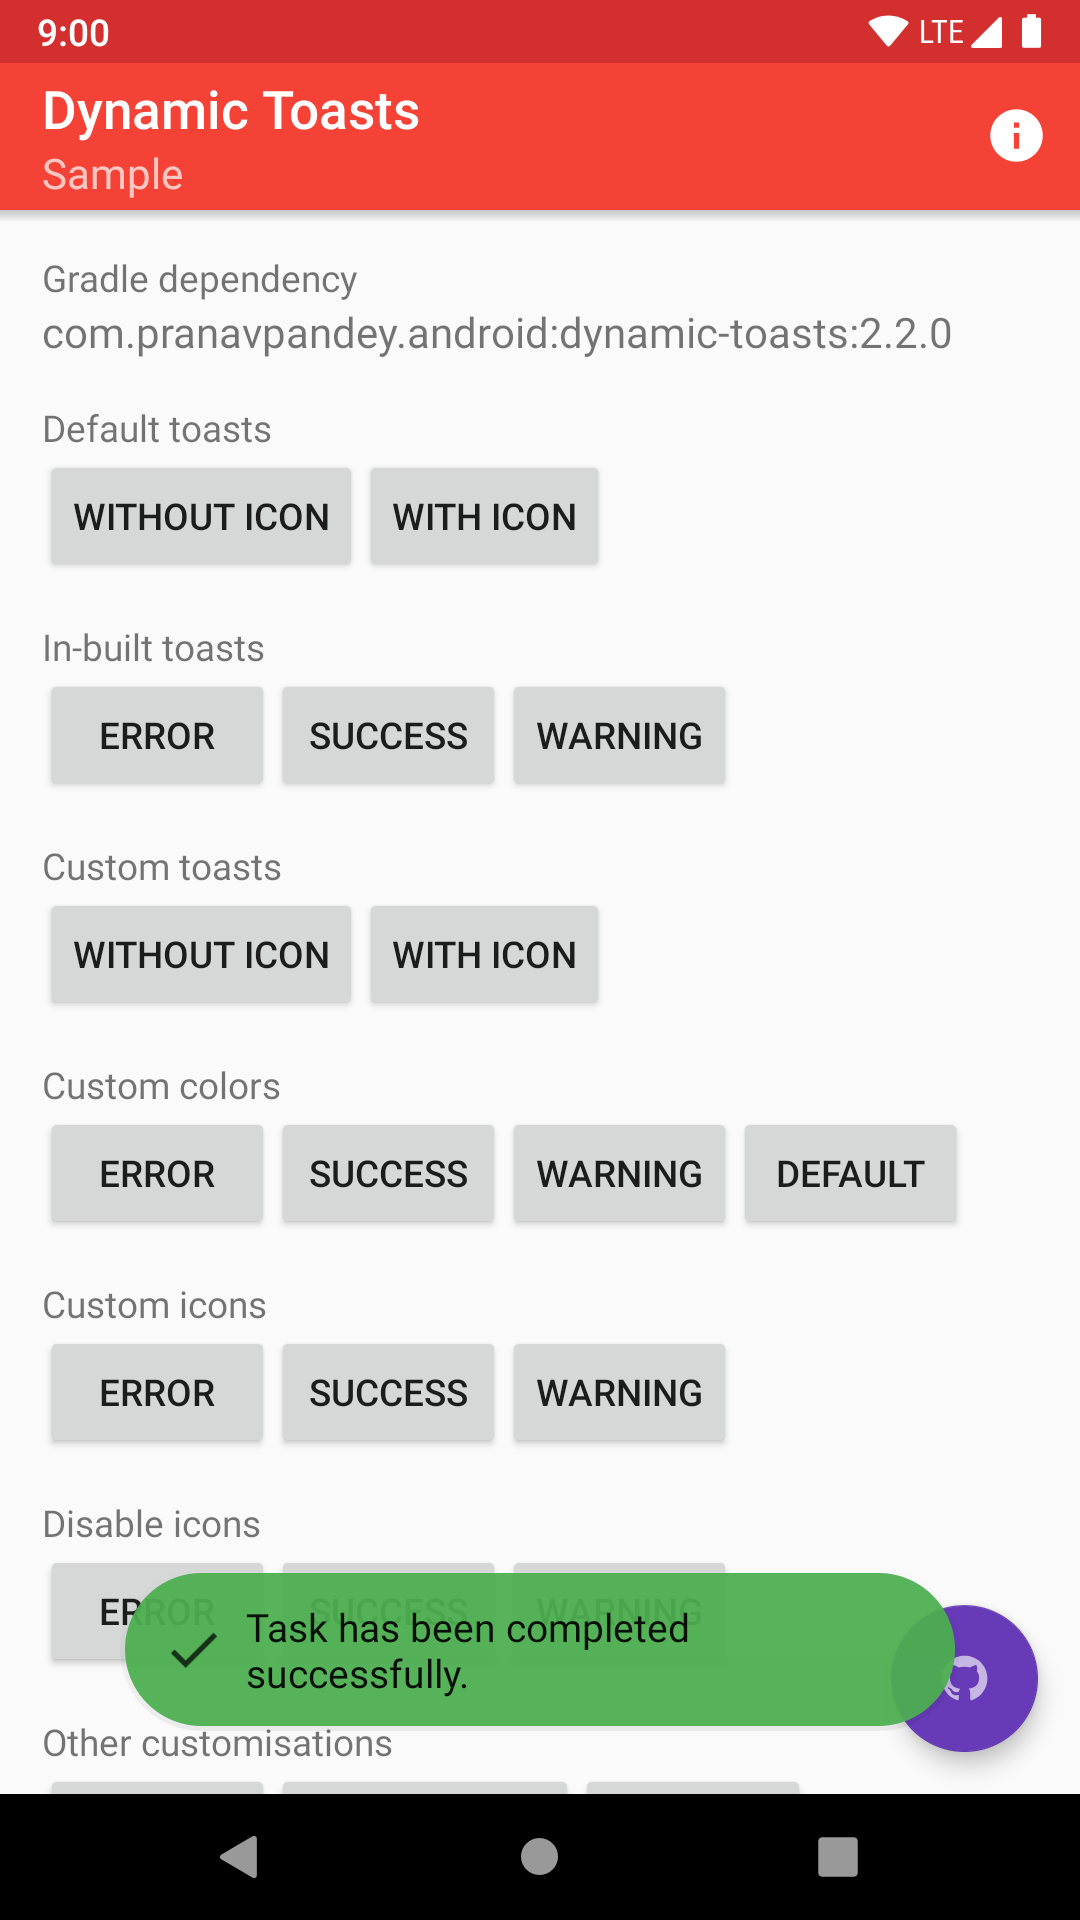 9:00 LTE
Dynamic Toasts
Sample
Gradle dependency
com.pranavpandey.android:dynamic-toasts:2.2.0
Default toasts
WITHOUT ICON WITH ICON
In-built toasts
ERROR SUCCESS WARNING
Custom toasts
WITHOUT ICON WITH ICON
Custom colors
ERROR SUCCESS WARNING DEFAULT
Custom icons
ERROR SUCCESS WARNING
Disable icons
ERROR SUCCESS WARNING
Task has been completed
successfully.
Other customisations